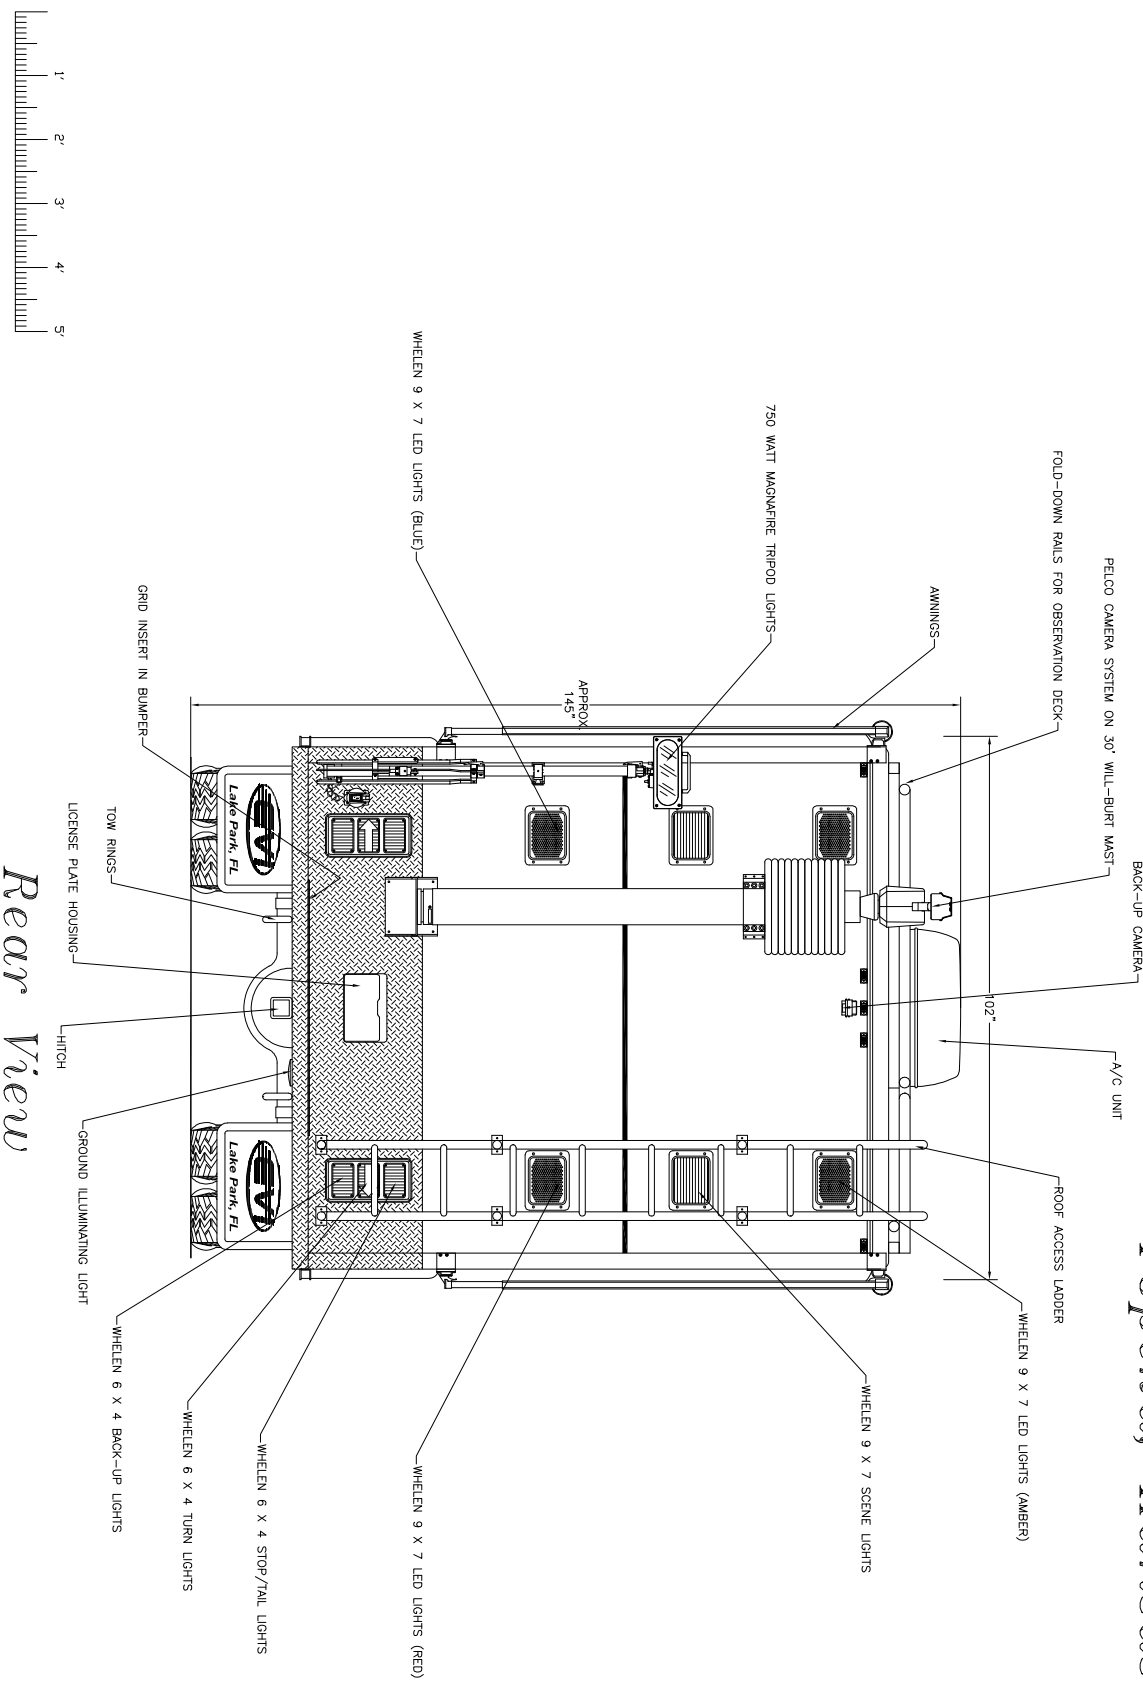 BACK-UP CAMERA
PELCO CAMERA SYSTEM ON 30' WILL-BURT MAST
A/C UNIT
FOLD-DOWN RAILS FOR OBSERVATION DECK
ROOF ACCESS LADDER
102"
AWNINGS
WHELEN 9 X 7 LED LIGHTS (AMBER)
750 WATT MAGNAFIRE TRIPOD LIGHTS
WHELEN 9 X 7 SCENE LIGHTS
APPROX.
145"
WHELEN 9 X 7 LED LIGHTS (BLUE)
WHELEN 9 X 7 LED LIGHTS (RED)
WHELEN 6 X 4 STOP/TAIL LIGHTS
WHELEN 6 X 4 TURN LIGHTS
GRID INSERT IN BUMPER
WHELEN 6 X 4 BACK-UP LIGHTS
EVI
Lake Park, FL
EVI
Lake Park, FL
TOW RINGS
GROUND ILLUMINATING LIGHT
LICENSE PLATE HOUSING
HITCH
1' 2' 3' 4' 5'
Rear View